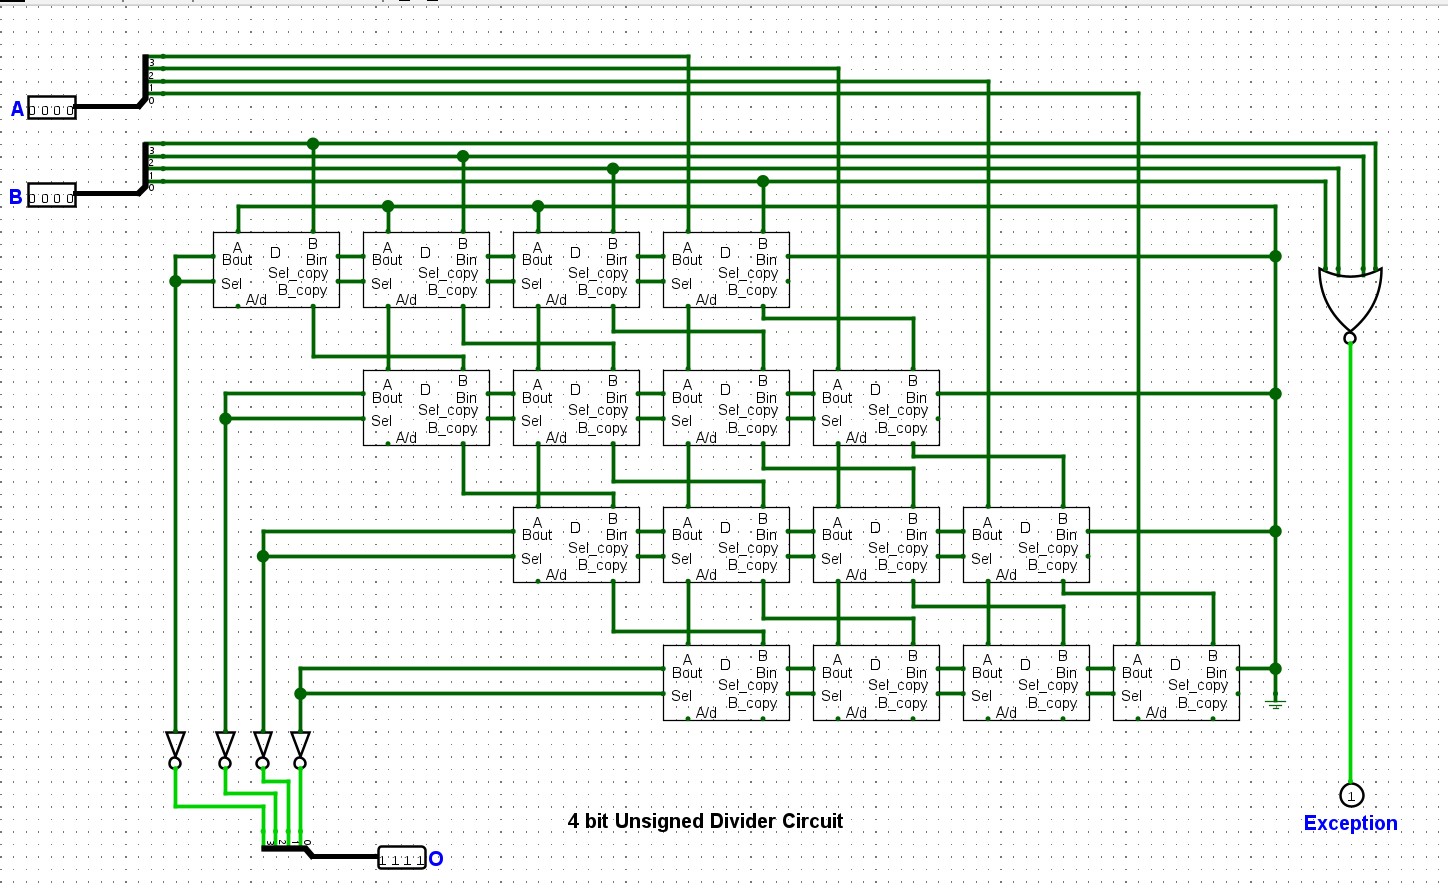 3
2
1
0
A 0 0 0 0
3
2
1
0
B 0 0 0 0
A B A B A B A B
D D D D
Bout Bin Bout Bin Bout Bin Bout Bin
Sel_copy Sel_copy Sel_copy Sel_copy
Sel Sel Sel Sel
B_copy B_copy B_copy B_copy
A/d A/d A/d A/d
A B A B A B A B
D D D D
Bout Bin Bout Bin Bout Bin Bout Bin
Sel_copy Sel_copy Sel_copy Sel_copy
Sel Sel Sel Sel
B_copy B_copy B_copy B_copy
A/d A/d A/d A/d
A B A B A B A B
D D D D
Bout Bin Bout Bin Bout Bin Bout Bin
Sel_copy Sel_copy Sel_copy Sel_copy
Sel Sel Sel Sel
B_copy B_copy B_copy B_copy
A/d A/d A/d A/d
A B A B A B A B
D D D D
Bout Bin Bout Bin Bout Bin Bout Bin
Sel_copy Sel_copy Sel_copy Sel_copy
Sel Sel Sel Sel
B_copy B_copy B_copy B_copy
A/d A/d A/d A/d
1
Exception
4 bit Unsigned Divider Circuit
3 2 1 0
1 1 1 1 O